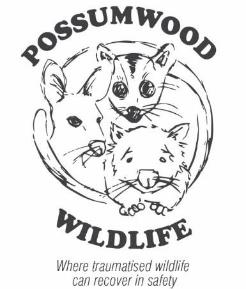 POSSUMWOOD
WILDLIFE
Where traumatised wildlife
can recover in safety